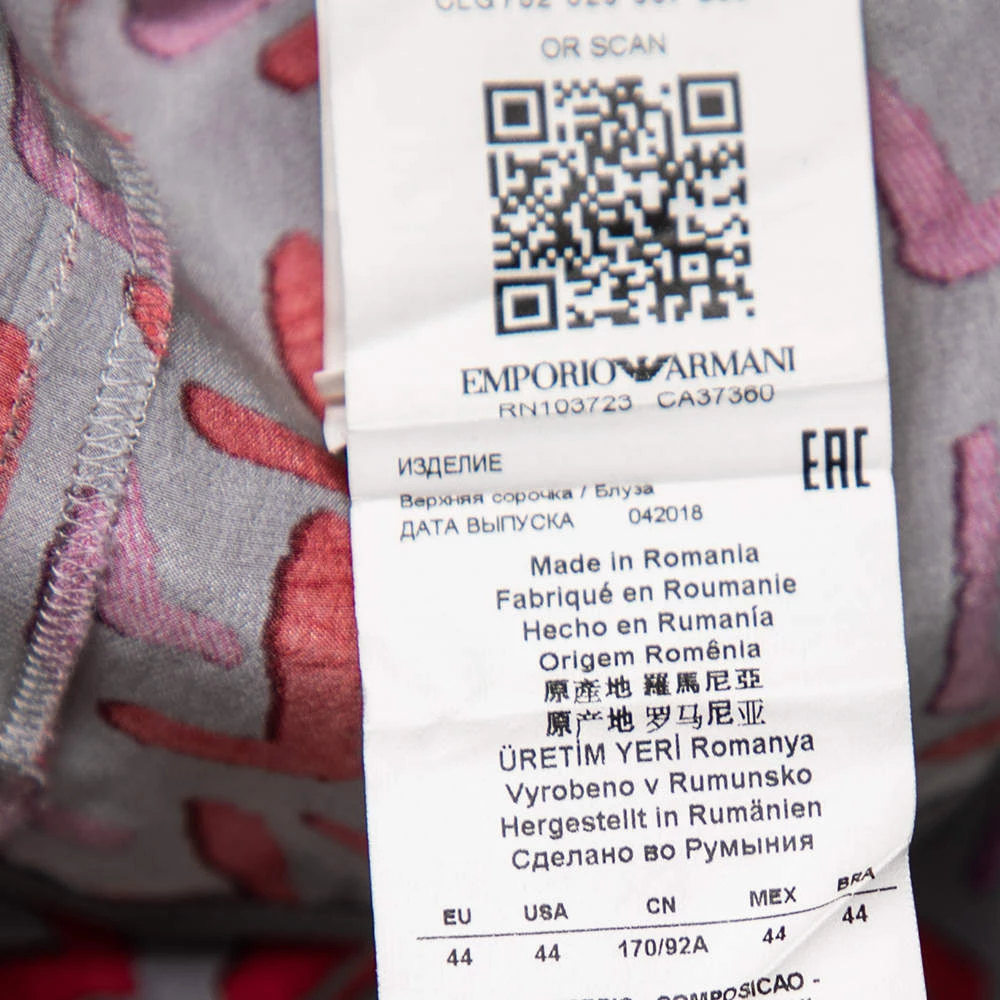 OR SCAN
EMPORIO ARMANI
RN103723 CA37360
ИЗДЕЛИЕ
EAC
Верхняя сорочка / Блуза
ДАТА ВЫПУСКА 042018
Made in Romania
Fabriqué en Roumanie
Hecho en Rumanía
Origem Romênia
原產地 羅馬尼亞
原产地 罗马尼亚
ÜRETİM YERİ Romanya
Vyrobeno v Rumunsko
Hergestellt in Rumänien
Сделано во Румыния
EU USA CN MEX BRA
44 44 170/92A 44 44
COMPOSICAO -